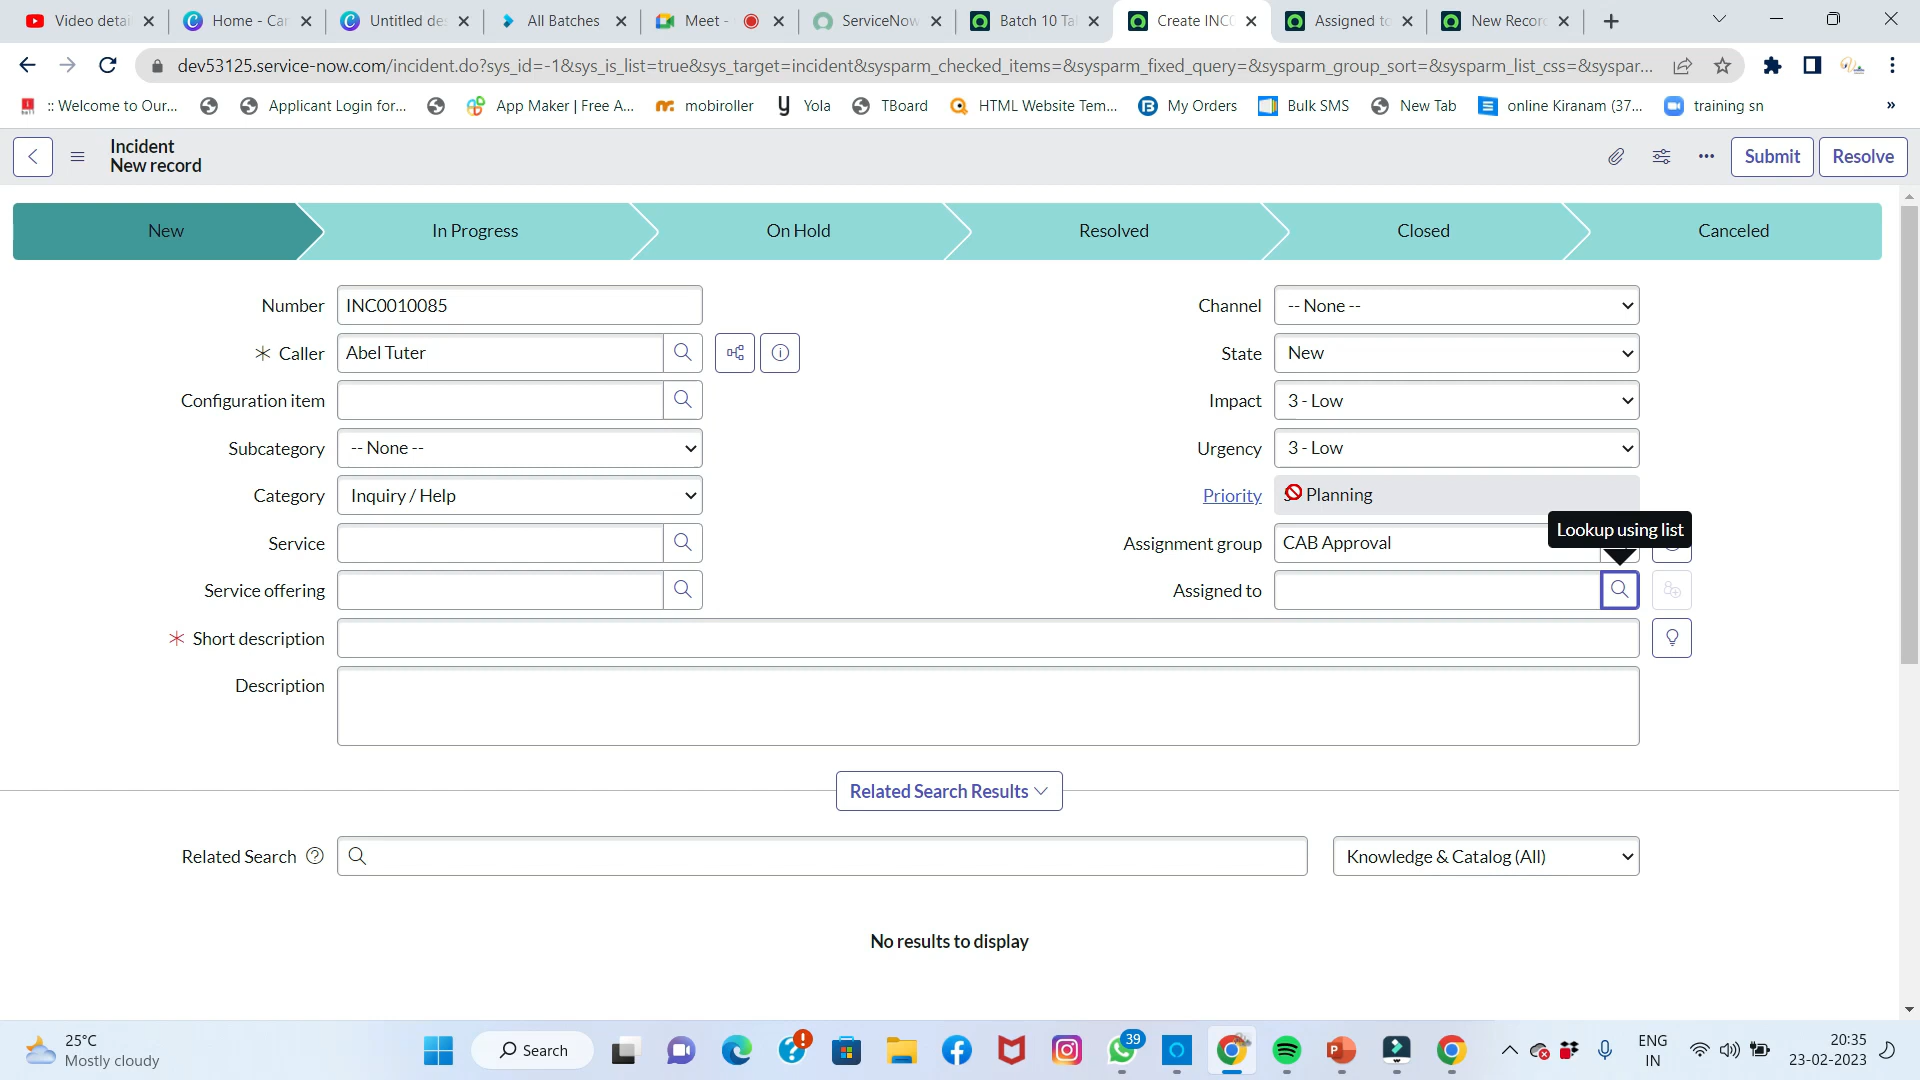 Video detai
Home - Can
Untitled des
All Batches
Meet -
ServiceNow
Batch 10 Ta
Create INC0
Assigned to
New Record
dev53125.service-now.com/incident.do?sys_id=-1&sys_is_list=true&sys_target=incident&sysparm_checked_items=&sysparm_fixed_query=&sysparm_group_sort=&sysparm_list_css=&syspar...
:: Welcome to Our...
Applicant Login for...
App Maker | Free A...
mobiroller
Yola
TBoard
HTML Website Tem...
My Orders
Bulk SMS
New Tab
online Kiranam (37...
training sn
»
Incident
New record
Submit
Resolve
New
In Progress
On Hold
Resolved
Closed
Canceled
Number INC0010085
Channel -- None --
Caller Abel Tuter
State New
Configuration item
Impact 3 - Low
Subcategory -- None --
Urgency 3 - Low
Category Inquiry / Help
Priority Planning
Lookup using list
Service
Assignment group CAB Approval
Service offering
Assigned to
Short description
Description
Related Search Results
Related Search
Knowledge & Catalog (All)
No results to display
25°C
Mostly cloudy
Search
39
ENG
IN
20:35
23-02-2023